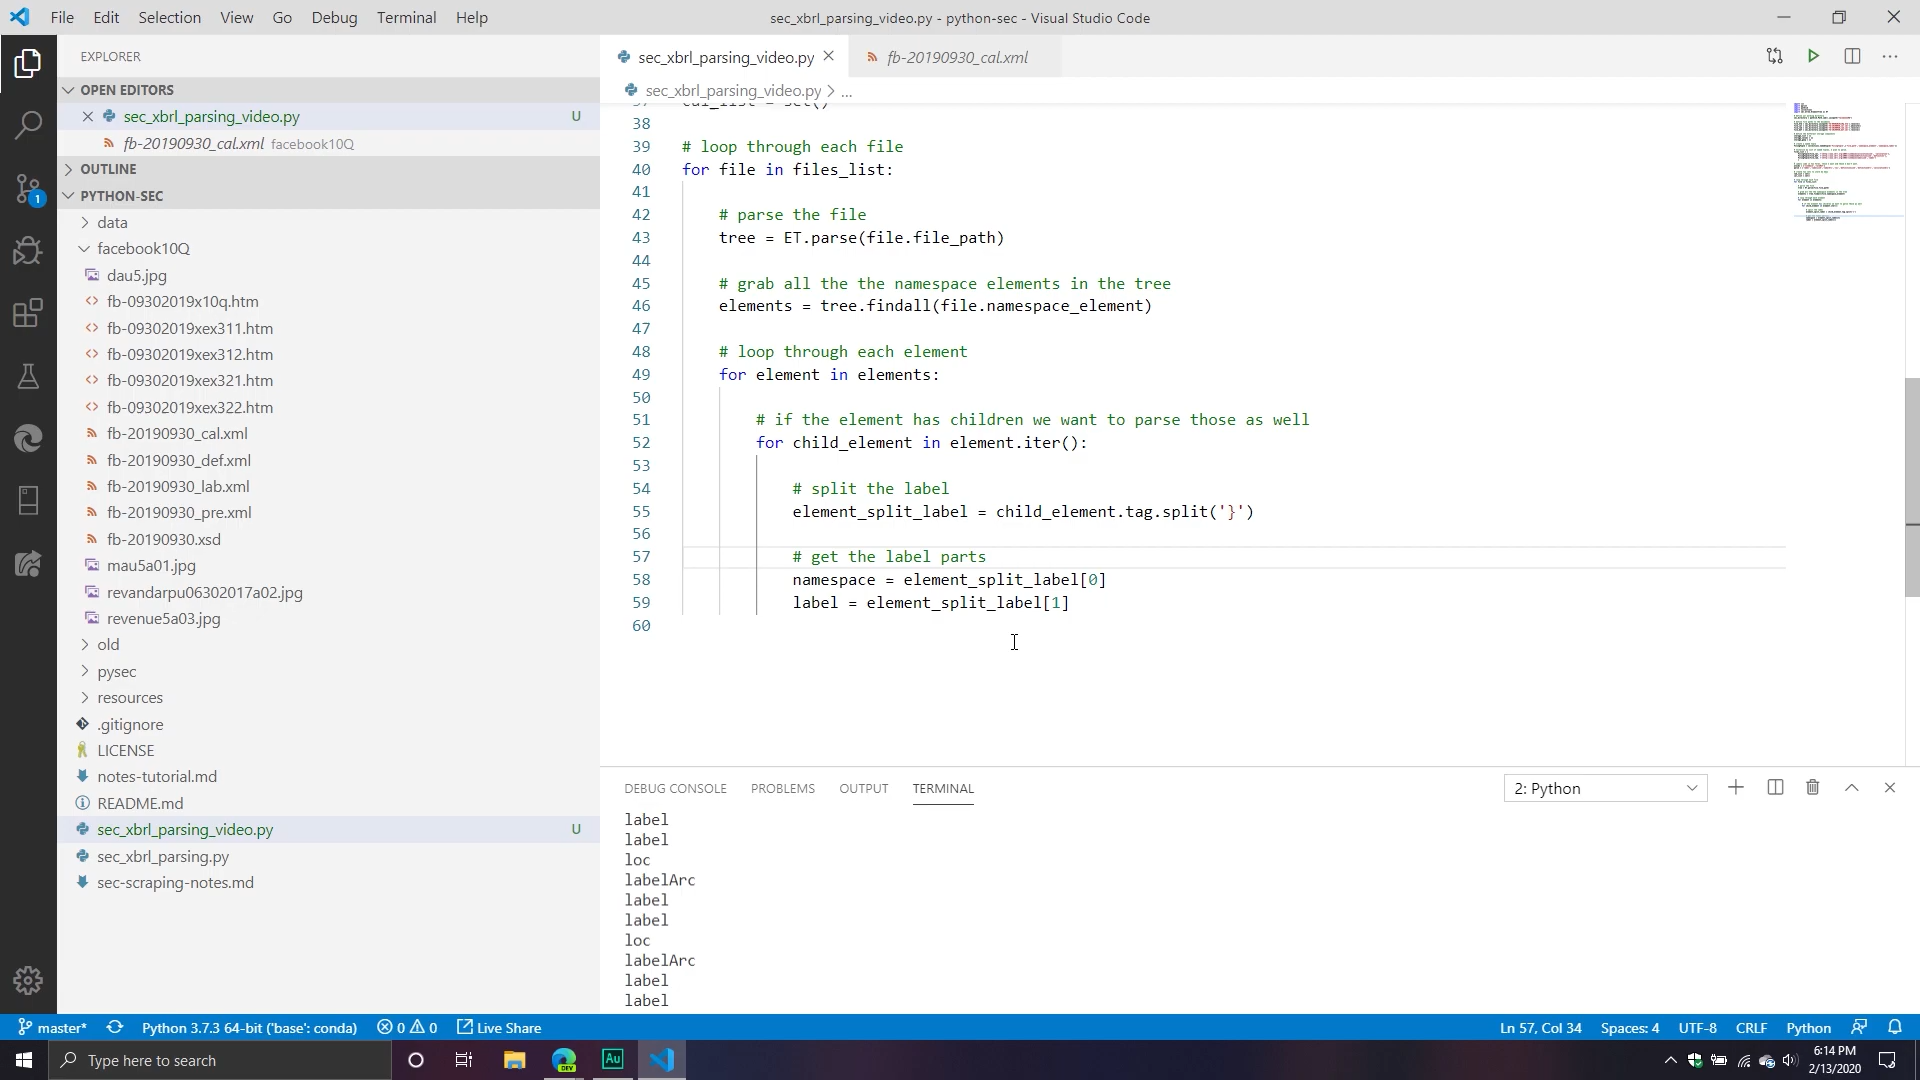 File Edit Selection View Go Debug Terminal Help
sec_xbrl_parsing_video.py - python-sec - Visual Studio Code
EXPLORER
OPEN EDITORS
sec_xbrl_parsing_video.py U
fb-20190930_cal.xml facebook10Q
OUTLINE
PYTHON-SEC
data
facebook10Q
dau5.jpg
fb-09302019x10q.htm
fb-09302019xex311.htm
fb-09302019xex312.htm
fb-09302019xex321.htm
fb-09302019xex322.htm
fb-20190930_cal.xml
fb-20190930_def.xml
fb-20190930_lab.xml
fb-20190930_pre.xml
fb-20190930.xsd
mau5a01.jpg
revandarpu06302017a02.jpg
revenue5a03.jpg
old
pysec
resources
.gitignore
LICENSE
notes-tutorial.md
README.md
sec_xbrl_parsing_video.py U
sec_xbrl_parsing.py
sec-scraping-notes.md
1
sec_xbrl_parsing_video.py
fb-20190930_cal.xml
sec_xbrl_parsing_video.py > ...
37 cal_list = set()
38
39 # loop through each file
40 for file in files_list:
41
42 # parse the file
43 tree = ET.parse(file.file_path)
44
45 # grab all the the namespace elements in the tree
46 elements = tree.findall(file.namespace_element)
47
48 # loop through each element
49 for element in elements:
50
51 # if the element has children we want to parse those as well
52 for child_element in element.iter():
53
54 # split the label
55 element_split_label = child_element.tag.split('}')
56
57 # get the label parts
58 namespace = element_split_label[0]
59 label = element_split_label[1]
60
DEBUG CONSOLE PROBLEMS OUTPUT TERMINAL
2: Python
label
label
loc
labelArc
label
label
loc
labelArc
label
label
master* Python 3.7.3 64-bit ('base': conda) 0 0 Live Share
Ln 57, Col 34 Spaces: 4 UTF-8 CRLF Python
Type here to search
DEV
Au
6:14 PM
2/13/2020